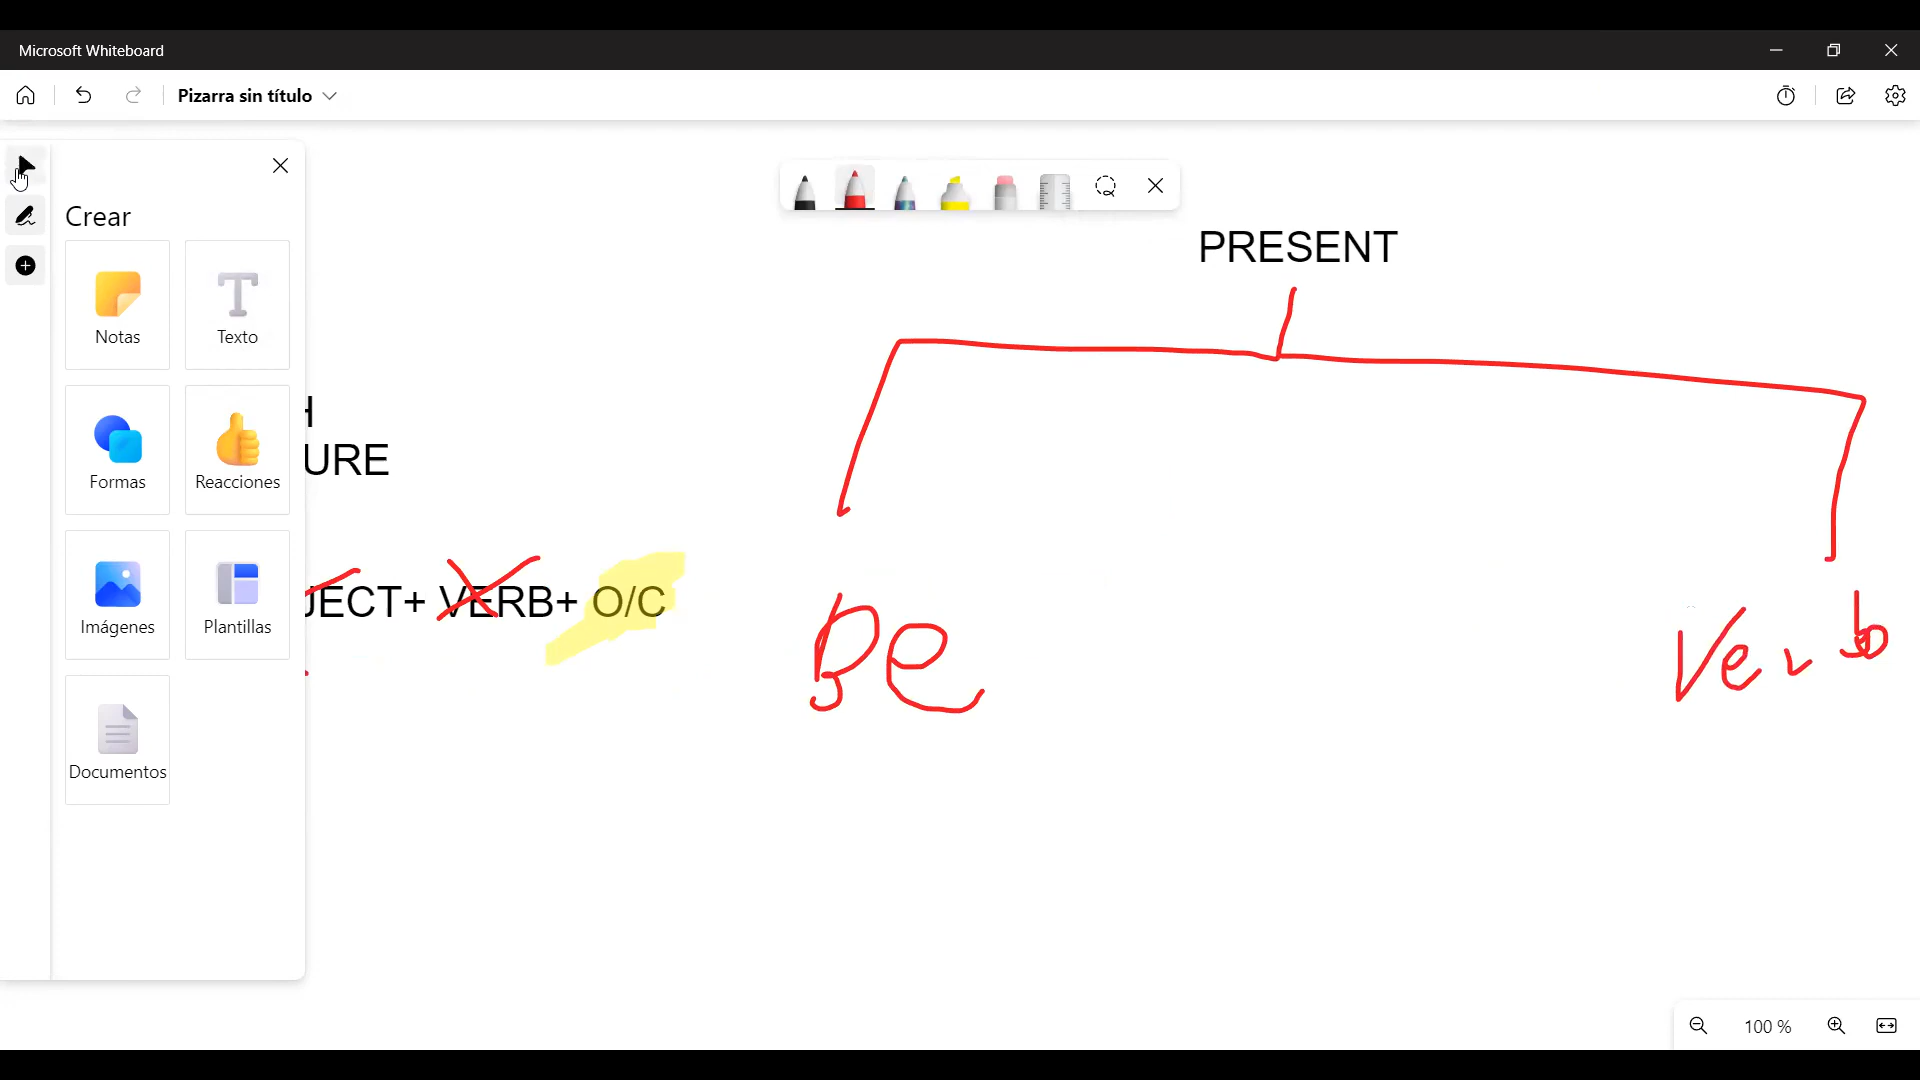 Microsoft Whiteboard
Pizarra sin título
Crear
Notas
Texto
Formas
Reacciones
Imágenes
Plantillas
Documentos
PRESENT
H
URE
JECT+ VERB+ O/C
Be
Verb
100 %